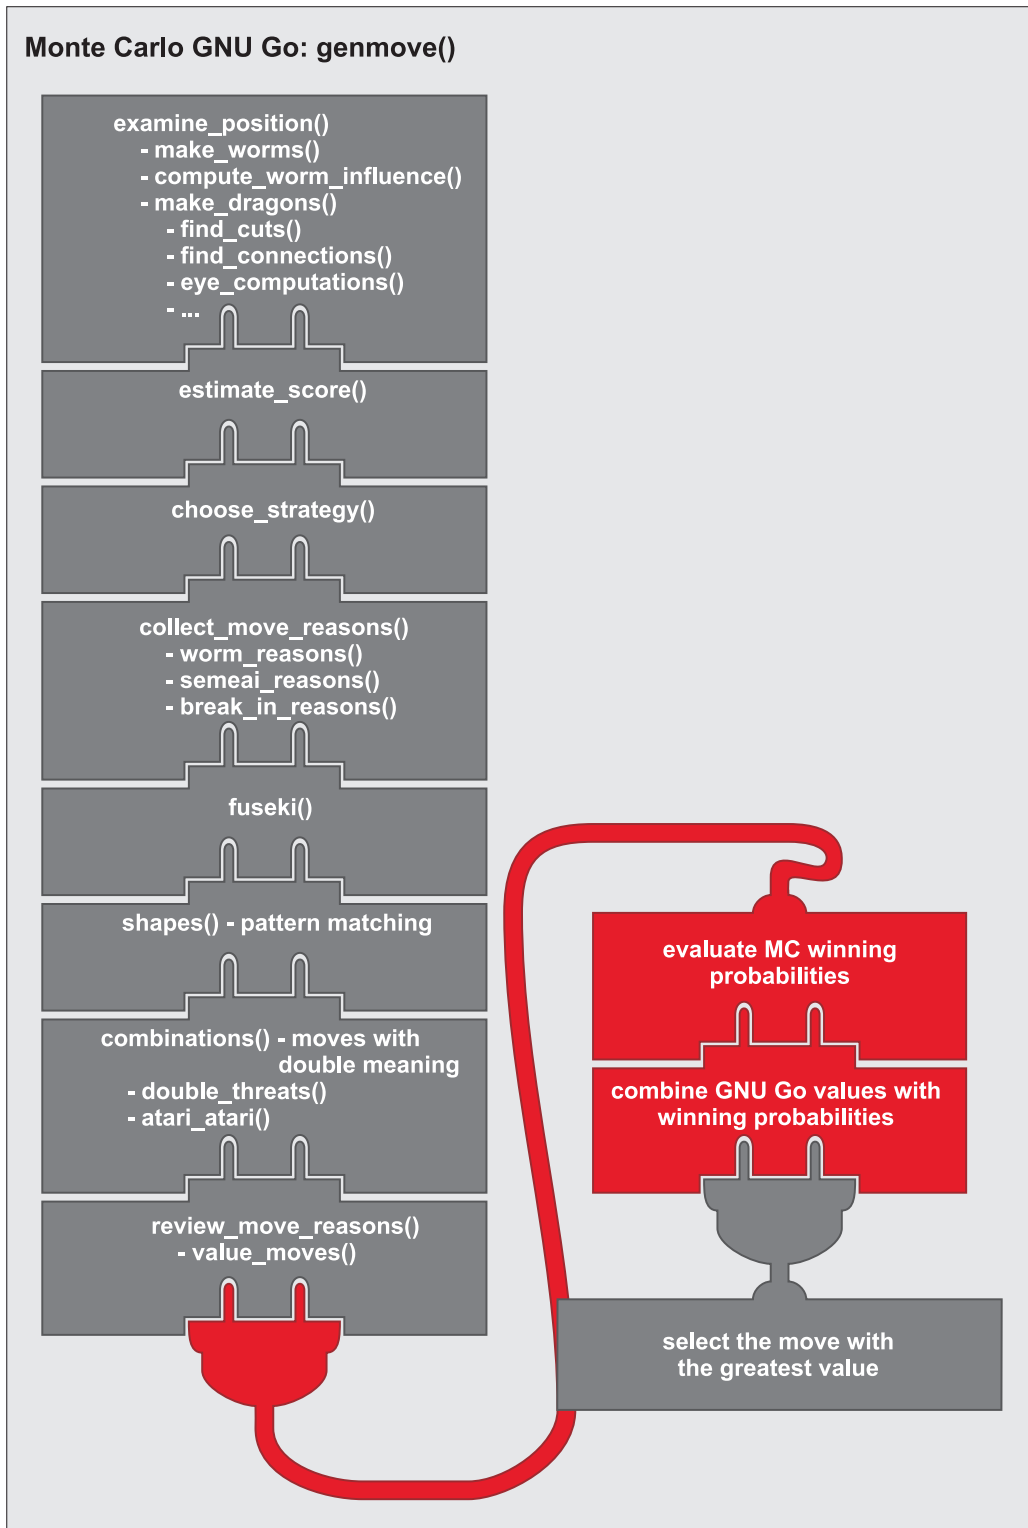 Monte Carlo GNU Go: genmove()
examine_position()
- make_worms()
- compute_worm_influence()
- make_dragons()
- find_cuts()
- find_connections()
- eye_computations()
- ...
estimate_score()
choose_strategy()
collect_move_reasons()
- worm_reasons()
- semeai_reasons()
- break_in_reasons()
fuseki()
shapes() - pattern matching
combinations() - moves with
double meaning
- double_threats()
- atari_atari()
review_move_reasons()
- value_moves()
evaluate MC winning
probabilities
combine GNU Go values with
winning probabilities
select the move with
the greatest value